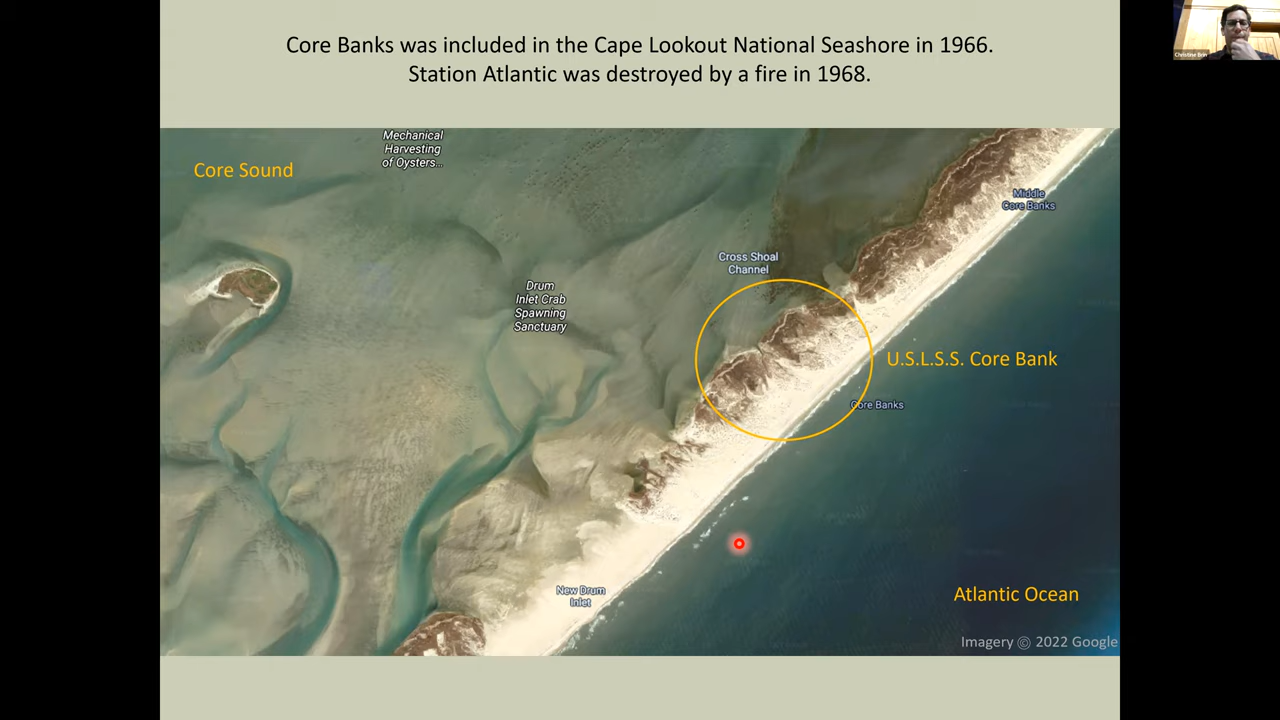 Core Banks was included in the Cape Lookout National Seashore in 1966.
Station Atlantic was destroyed by a fire in 1968.
Mechanical
Harvesting
of Oysters...
Core Sound
Middle
Core Banks
Cross Shoal
Channel
Drum
Inlet Crab
Spawning
Sanctuary
U.S.L.S.S. Core Bank
Core Banks
New Drum
Inlet
Atlantic Ocean
Imagery © 2022 Google
Christine Brin